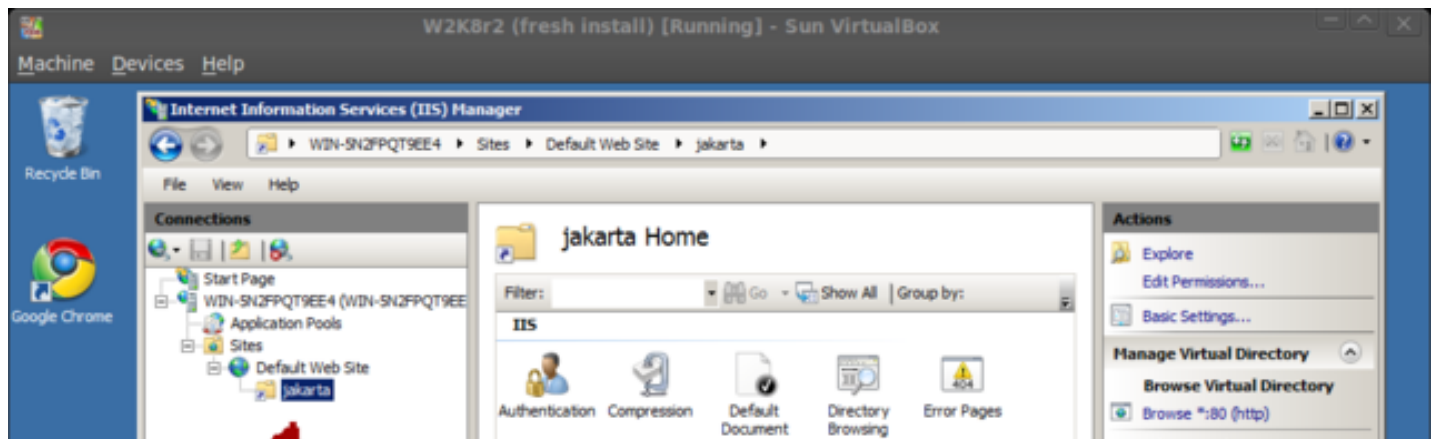 W2K8r2 (fresh install) [Running] - Sun VirtualBox
Machine Devices Help
Recycle Bin
Google Chrome
Internet Information Services (IIS) Manager
WIN-5N2FPQT9EE4 Sites Default Web Site jakarta
File View Help
Connections
Start Page
WIN-5N2FPQT9EE4 (WIN-5N2FPQT9EE
Application Pools
Sites
Default Web Site
jakarta
jakarta Home
Filter: Go Show All Group by:
IIS
Authentication Compression Default Document Directory Browsing Error Pages
404
Actions
Explore
Edit Permissions...
Basic Settings...
Manage Virtual Directory
Browse Virtual Directory
Browse *:80 (http)